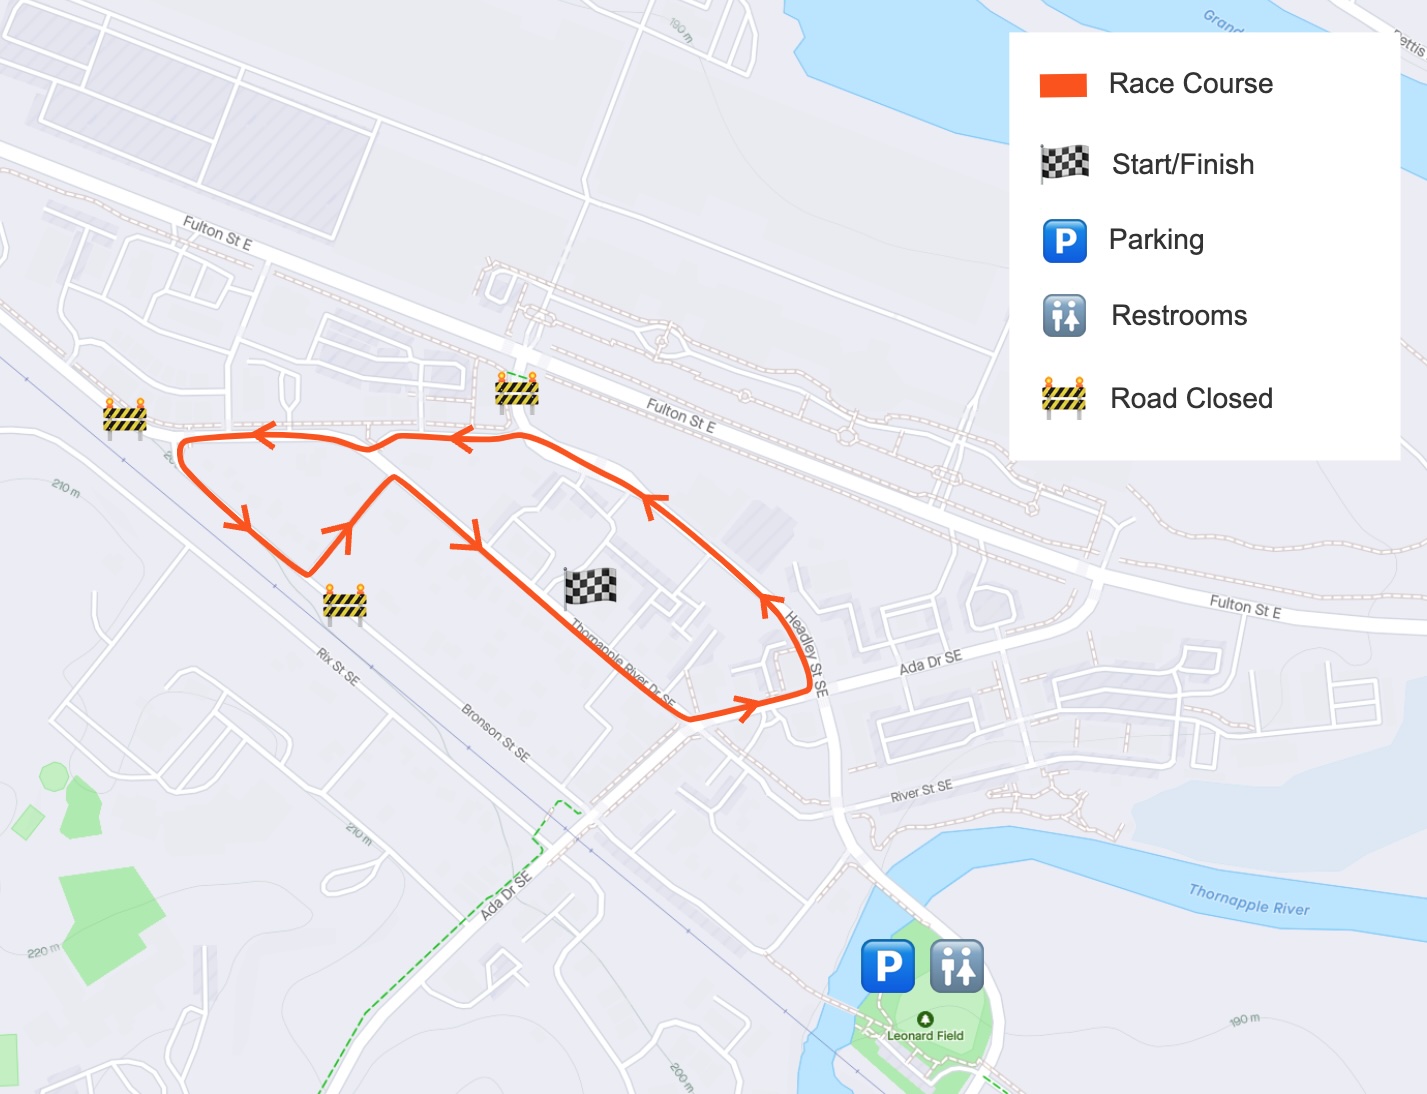 190 m
Grand
Pettis
Race Course
Start/Finish
P
Parking
Restrooms
Road Closed
Fulton St E
Fulton St E
210 m
Headley St SE
Fulton St E
Thornapple River Dr SE
Ada Dr SE
Rix St SE
Bronson St SE
River St SE
210 m
Ada Dr SE
Thornapple River
220 m
P
Leonard Field
190 m
200 m